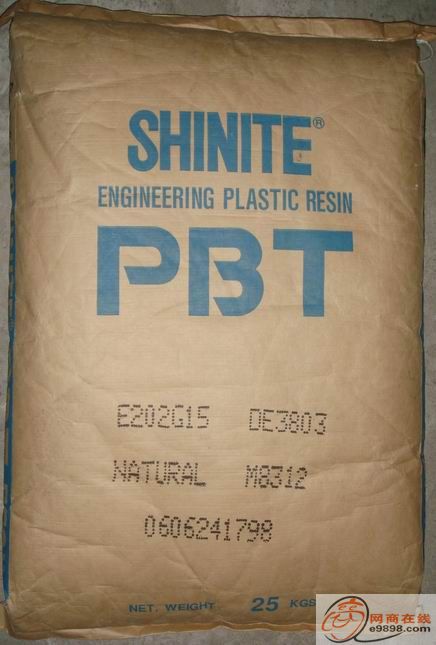 SHINITE®
ENGINEERING PLASTIC RESIN
PBT
E202G15 DE3803
NATURAL M8312
0606241798
NET. WEIGHT 25 KGS
网商在线
e9898.com